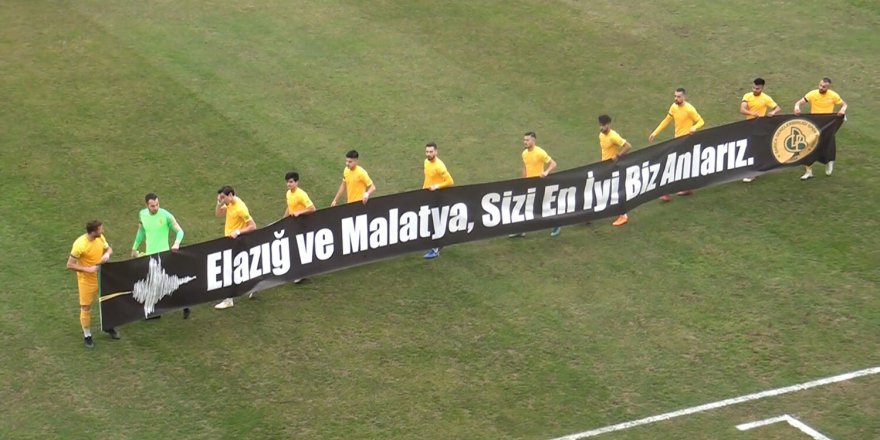 Elazığ ve Malatya, Sizi En İyi Biz Anlarız.